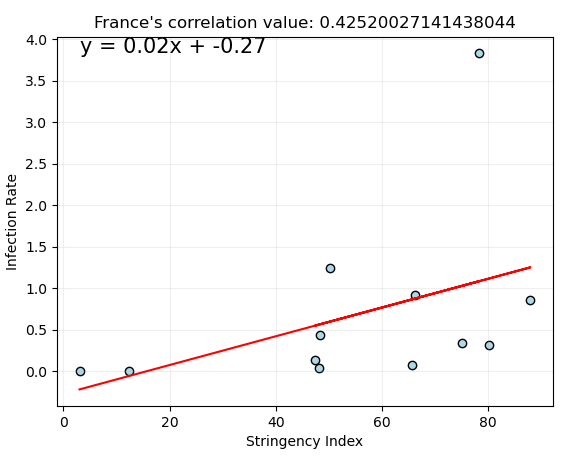 France's correlation value: 0.42520027141438044
y = 0.02x + -0.27
4.0
3.5
3.0
2.5
2.0
1.5
1.0
0.5
0.0
Infection Rate
0 20 40 60 80
Stringency Index